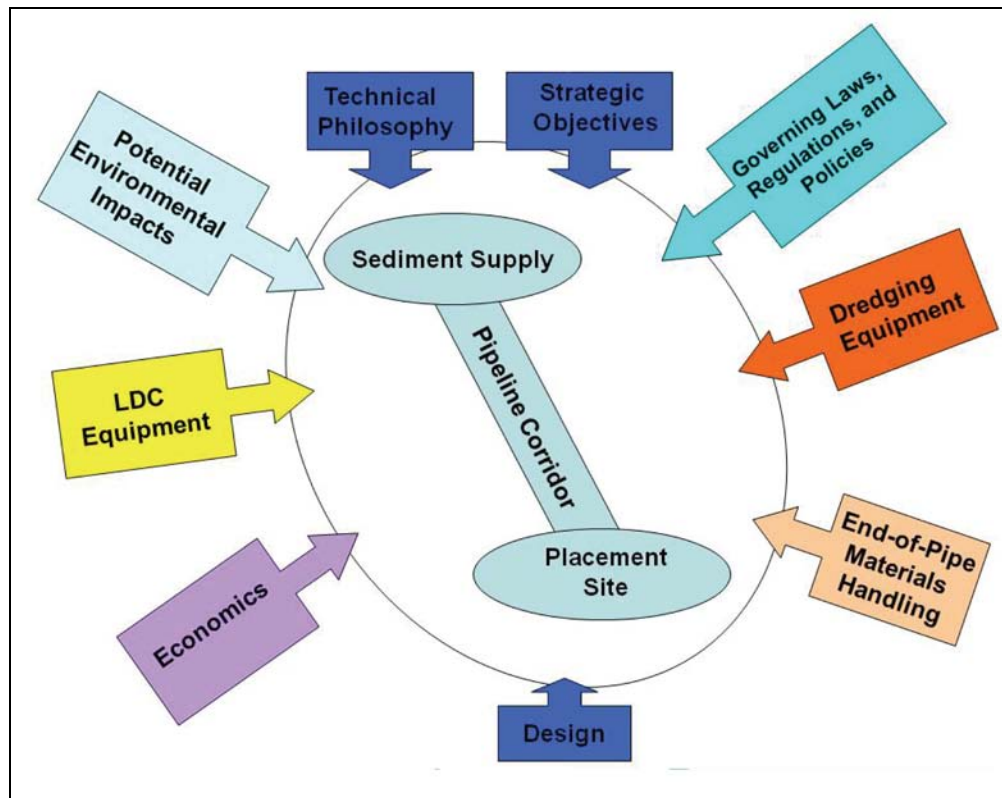 Technical
Philosophy
Strategic
Objectives
Governing Laws,
Regulations, and
Policies
Potential
Environmental
Impacts
Sediment Supply
Dredging
Equipment
Pipeline Corridor
LDC
Equipment
End-of-Pipe
Materials
Handling
Placement
Site
Economics
Design